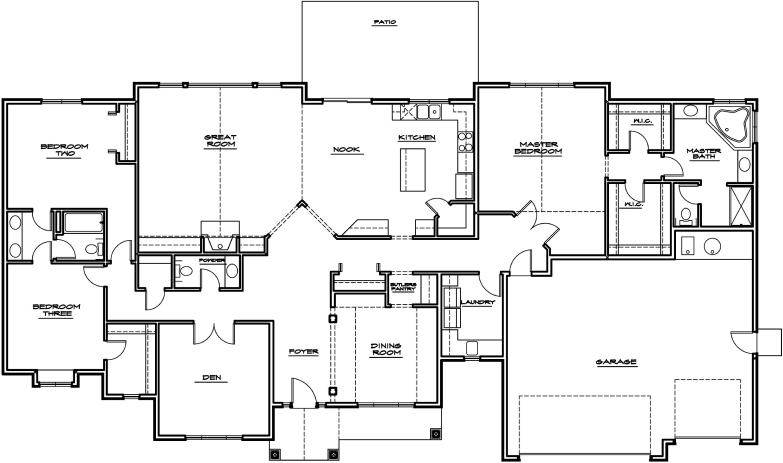 PATIO
GREAT
ROOM
NOOK
KITCHEN
MASTER
BEDROOM
W.I.C.
MASTER
BATH
BEDROOM
TWO
W.I.C.
POWDER
BUTLERS
PANTRY
LAUNDRY
BEDROOM
THREE
FOYER
DINING
ROOM
DEN
GARAGE